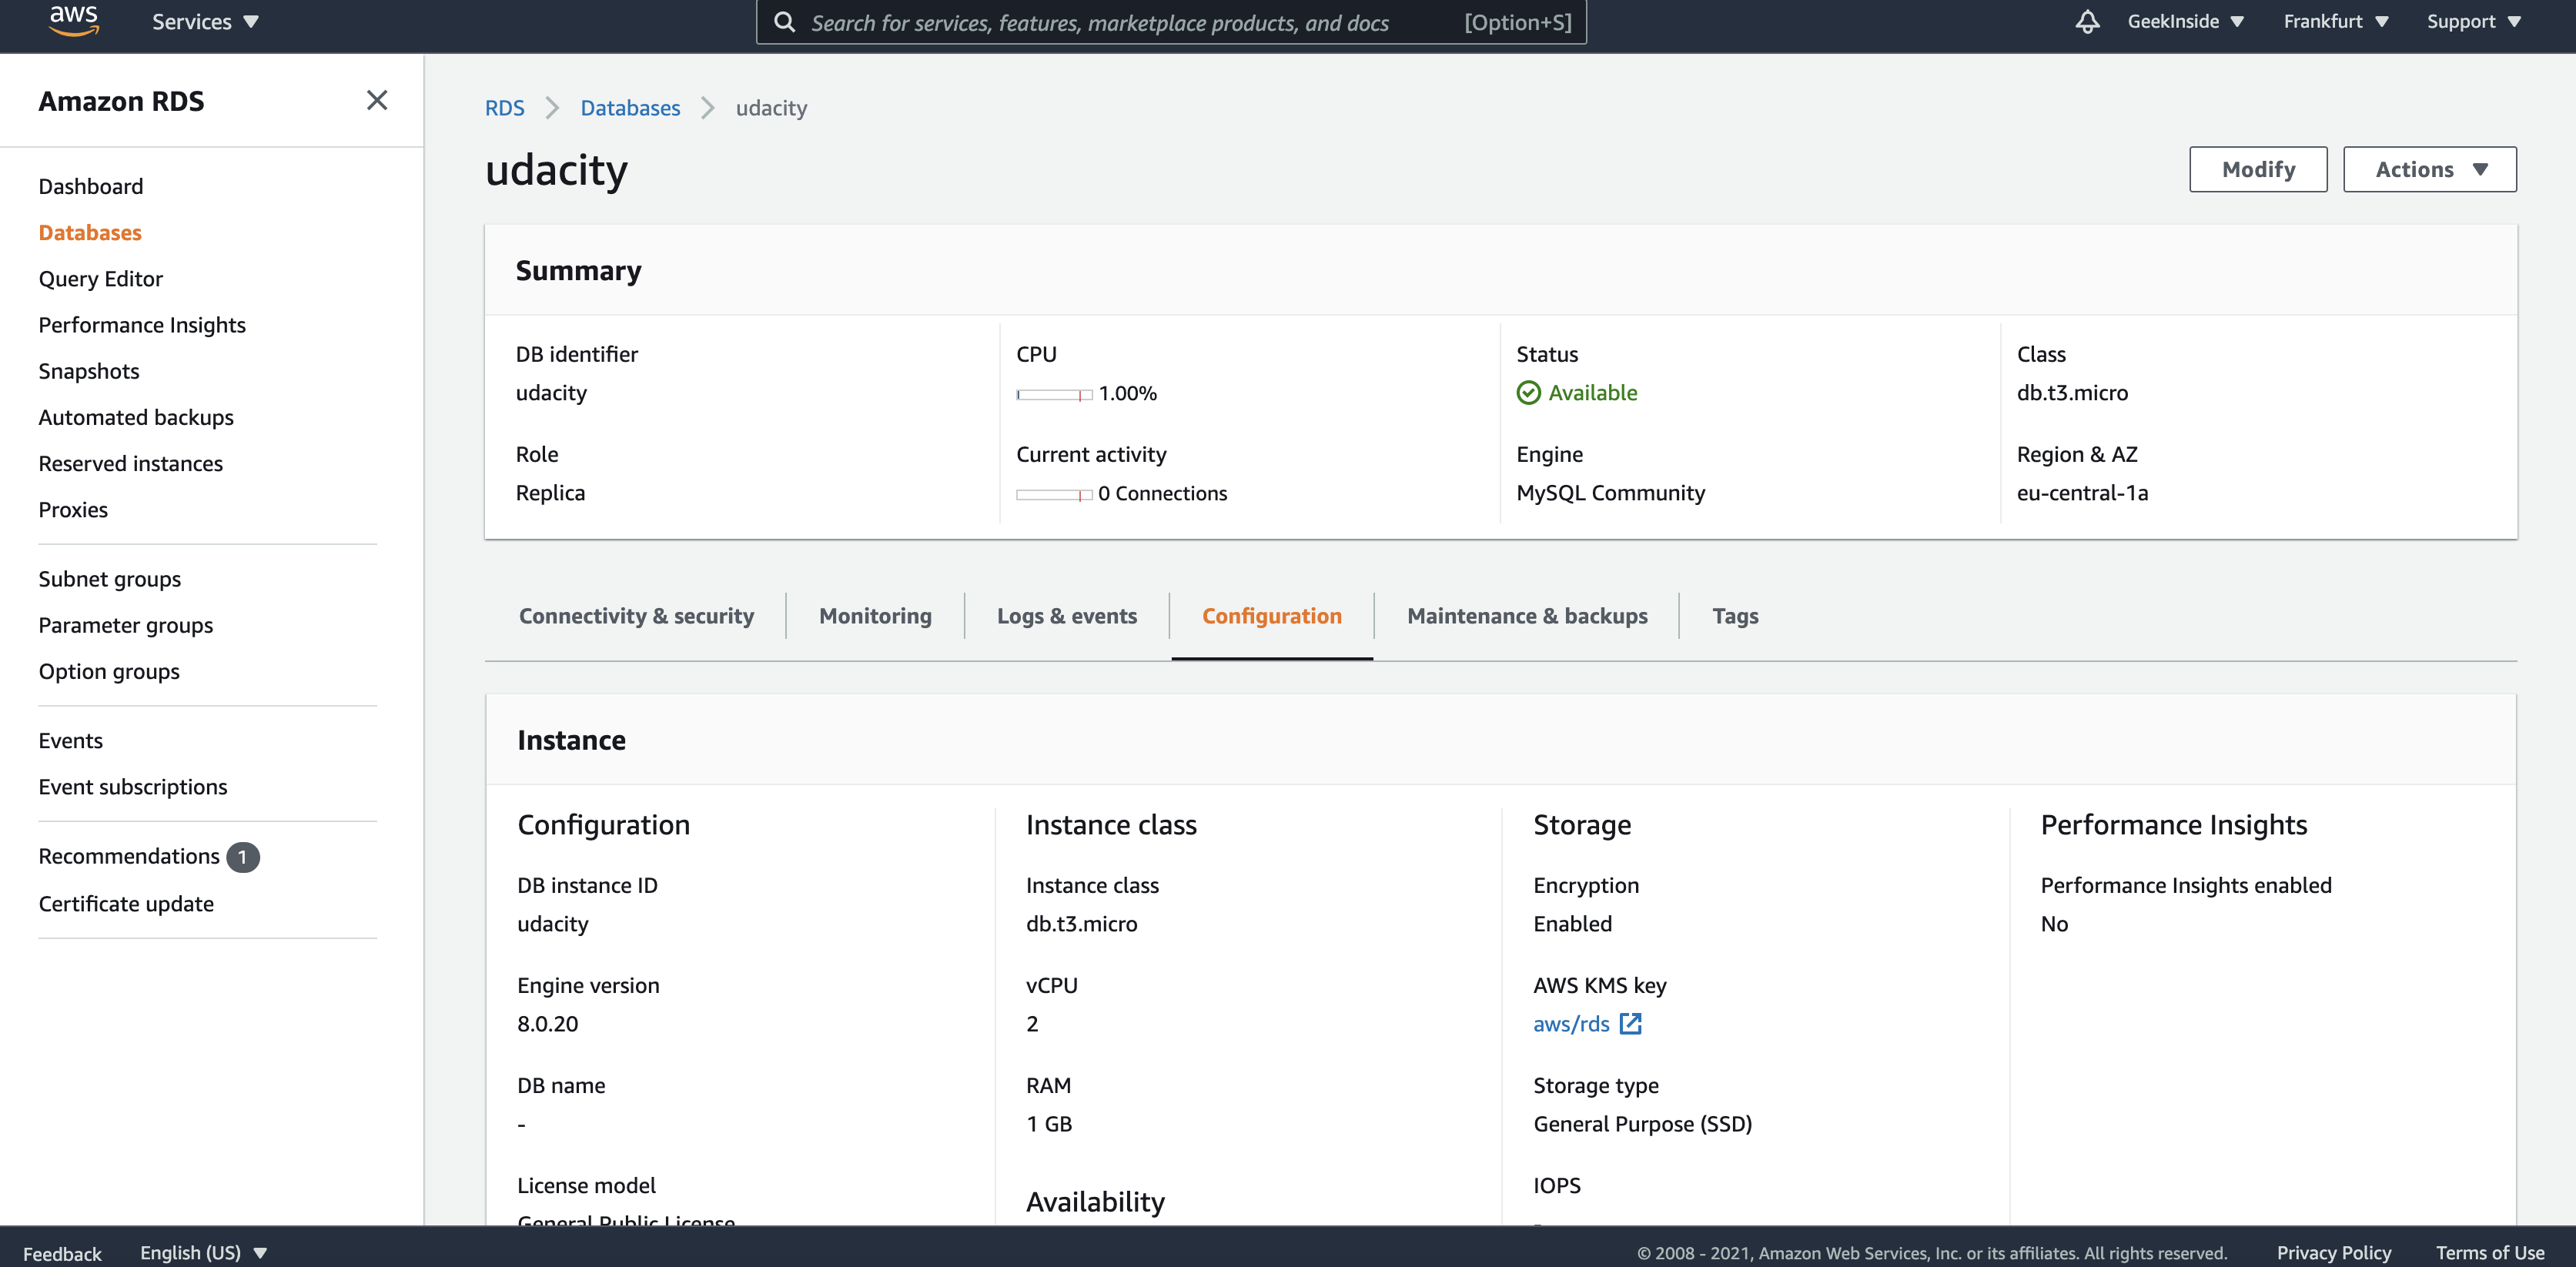 aws
Services
Search for services, features, marketplace products, and docs [Option+S]
GeekInside
Frankfurt
Support
Amazon RDS
Dashboard
Databases
Query Editor
Performance Insights
Snapshots
Automated backups
Reserved instances
Proxies
Subnet groups
Parameter groups
Option groups
Events
Event subscriptions
Recommendations 1
Certificate update
RDS > Databases > udacity
udacity
Modify
Actions
Summary
DB identifier
udacity
CPU
1.00%
Status
Available
Class
db.t3.micro
Role
Replica
Current activity
0 Connections
Engine
MySQL Community
Region & AZ
eu-central-1a
Connectivity & security
Monitoring
Logs & events
Configuration
Maintenance & backups
Tags
Instance
Configuration
DB instance ID
udacity
Engine version
8.0.20
DB name
-
License model
General Public License
Instance class
Instance class
db.t3.micro
vCPU
2
RAM
1 GB
Availability
Storage
Encryption
Enabled
AWS KMS key
aws/rds
Storage type
General Purpose (SSD)
IOPS
-
Performance Insights
Performance Insights enabled
No
Feedback
English (US)
© 2008 - 2021, Amazon Web Services, Inc. or its affiliates. All rights reserved.
Privacy Policy
Terms of Use